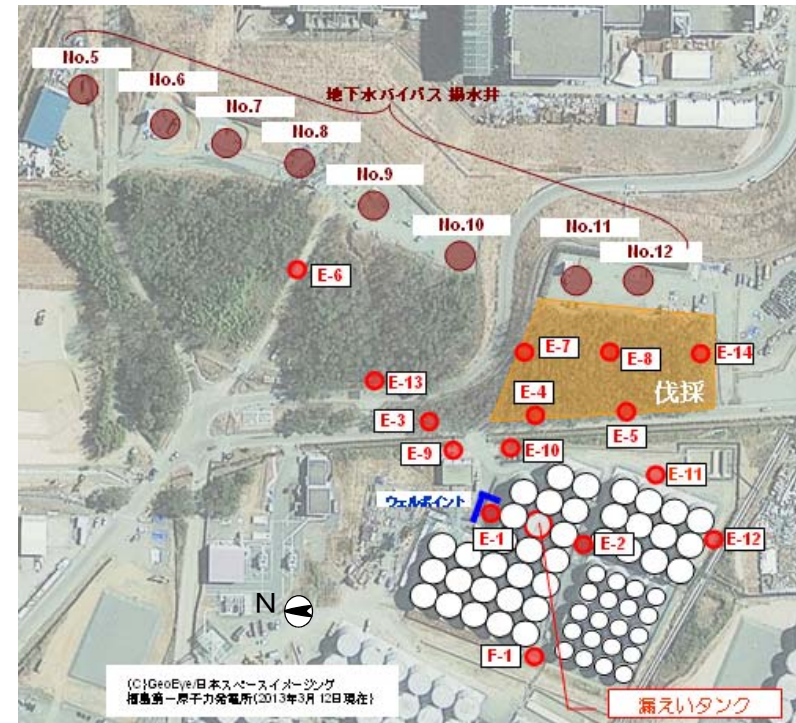 No.5
No.6
No.7
No.8
No.9
No.10
No.11
No.12
地下水バイパス 揚水井
E-6
E-7
E-8
E-14
E-13
E-4
伐採
E-3
E-5
E-9
E-10
E-11
ウェルポイント
E-1
E-2
E-12
N
F-1
(C)GeoEye/日本スペースイメージング
福島第一原子力発電所(2013年3月12日現在)
漏えいタンク